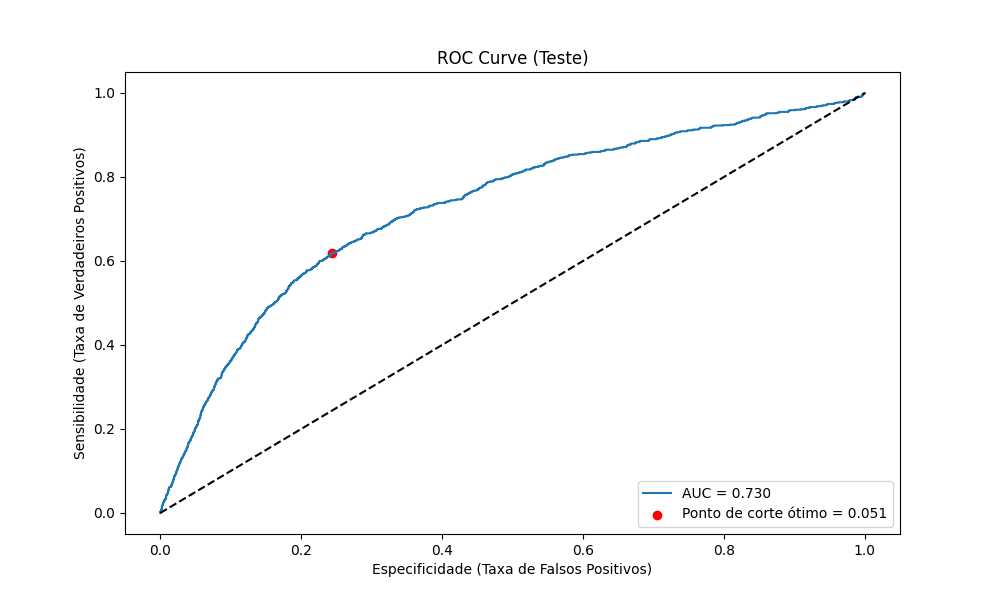 ROC Curve (Teste)
1.0
0.8
0.6
0.4
0.2
0.0
Sensibilidade (Taxa de Verdadeiros Positivos)
AUC = 0.730
Ponto de corte ótimo = 0.051
0.0 0.2 0.4 0.6 0.8 1.0
Especificidade (Taxa de Falsos Positivos)